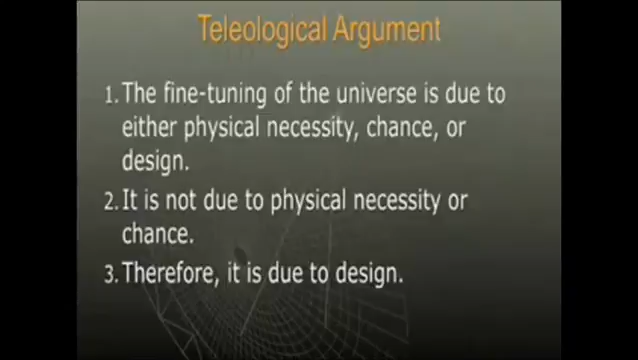 Teleological Argument
1. The fine-tuning of the universe is due to
either physical necessity, chance, or
design.
2. It is not due to physical necessity or
chance.
3. Therefore, it is due to design.